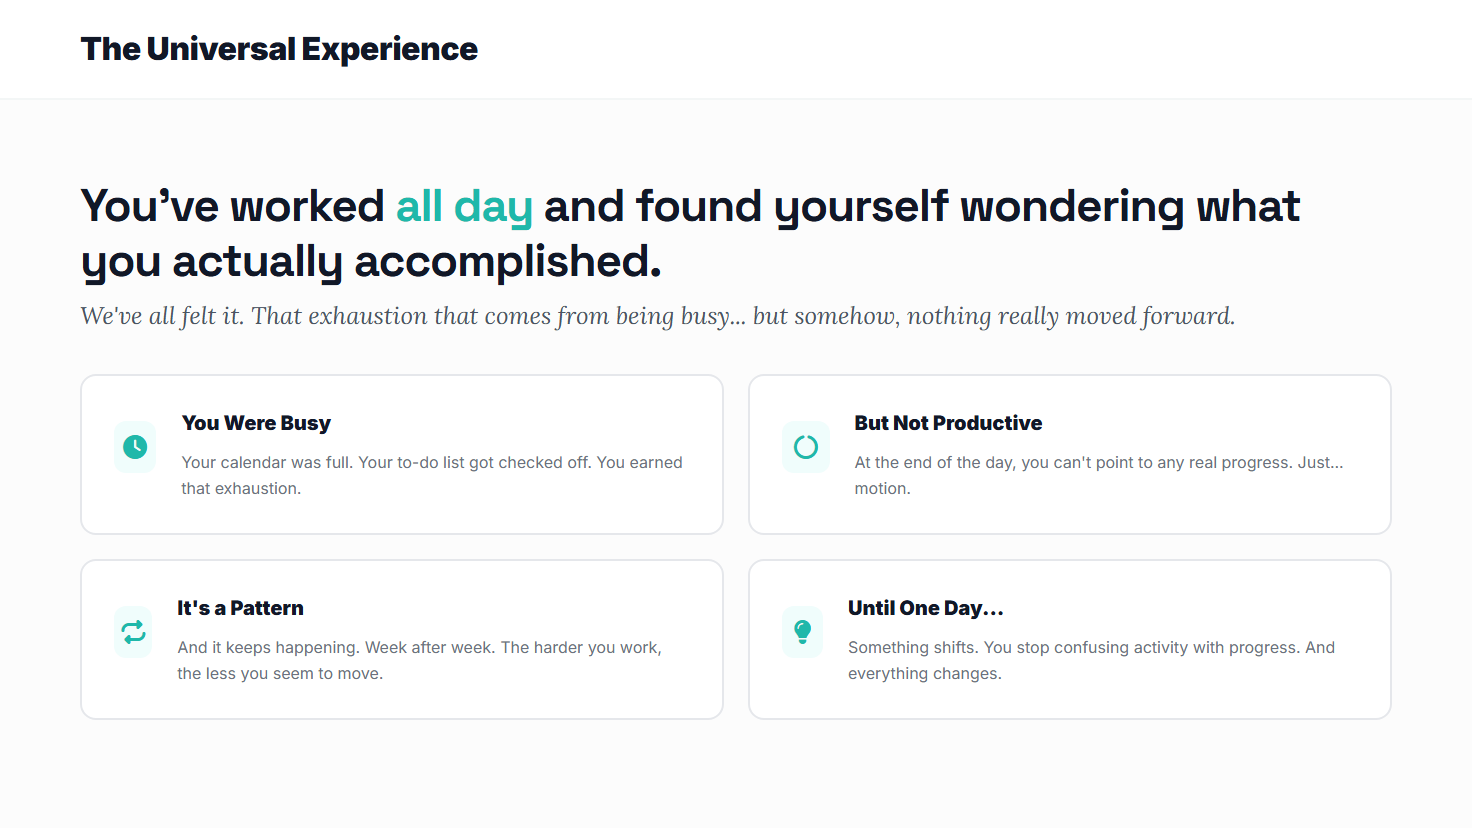 The Universal Experience
You’ve worked all day and found yourself wondering what
you actually accomplished.
We've all felt it. That exhaustion that comes from being busy... but somehow, nothing really moved forward.
You Were Busy
Your calendar was full. Your to-do list got checked off. You earned
that exhaustion.
But Not Productive
At the end of the day, you can't point to any real progress. Just...
motion.
It's a Pattern
And it keeps happening. Week after week. The harder you work,
the less you seem to move.
Until One Day...
Something shifts. You stop confusing activity with progress. And
everything changes.